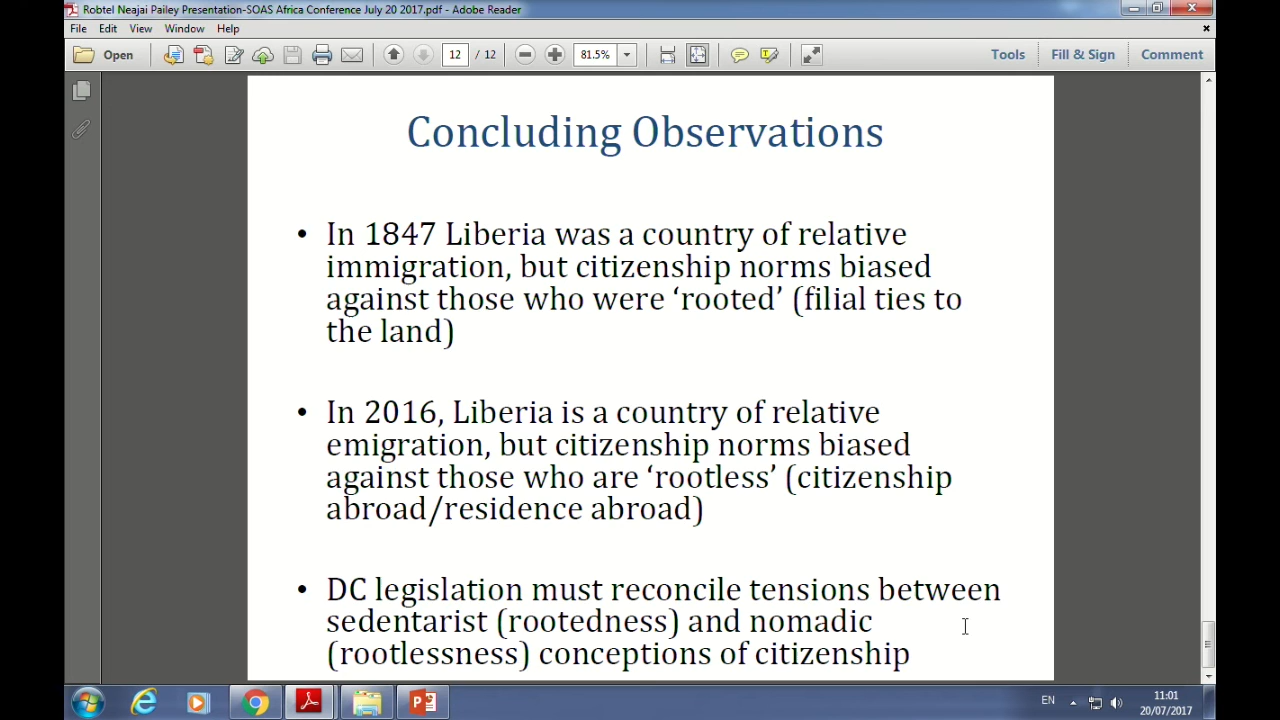 Robtel Neajai Pailey Presentation-SOAS Africa Conference July 20 2017.pdf - Adobe Reader
File Edit View Window Help
Open 12 / 12 81.5% Tools Fill & Sign Comment
Concluding Observations
• In 1847 Liberia was a country of relative
immigration, but citizenship norms biased
against those who were ‘rooted’ (filial ties to
the land)
• In 2016, Liberia is a country of relative
emigration, but citizenship norms biased
against those who are ‘rootless’ (citizenship
abroad/residence abroad)
• DC legislation must reconcile tensions between
sedentarist (rootedness) and nomadic
(rootlessness) conceptions of citizenship
EN 11:01
20/07/2017